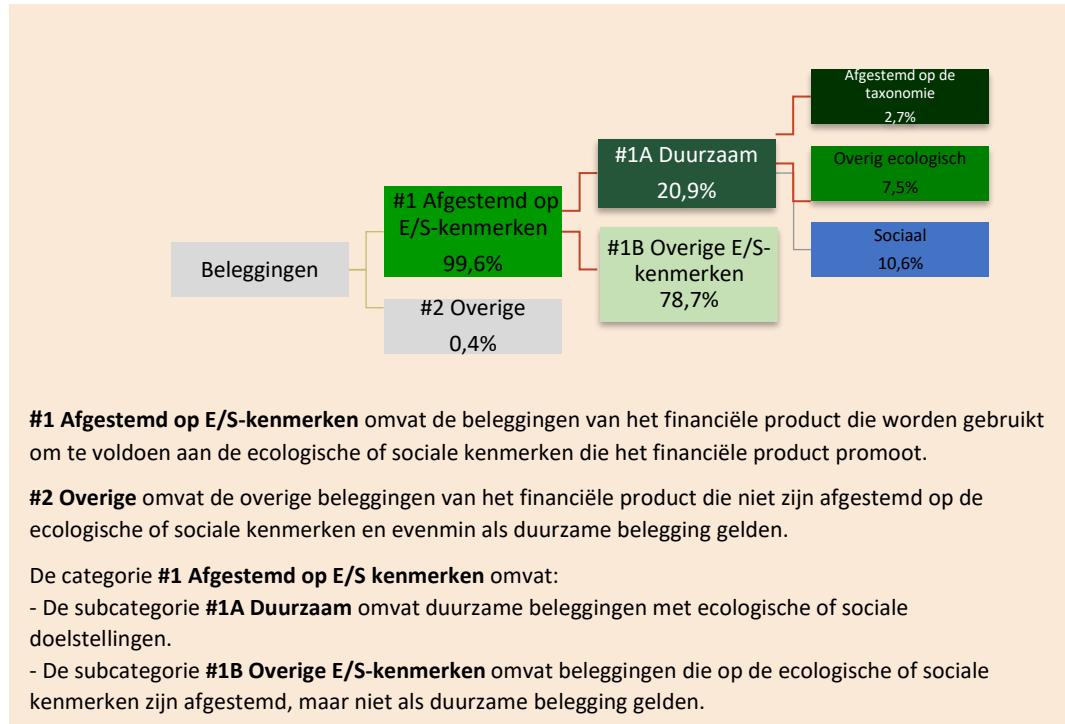 Beleggingen
#1 Afgestemd op
E/S-kenmerken
99,6%
#2 Overige
0,4%
#1A Duurzaam
20,9%
#1B Overige E/S-
kenmerken
78,7%
Afgestemd op de
taxonomie
2,7%
Overig ecologisch
7,5%
Sociaal
10,6%
#1 Afgestemd op E/S-kenmerken omvat de beleggingen van het financiële product die worden gebruikt
om te voldoen aan de ecologische of sociale kenmerken die het financiële product promoot.
#2 Overige omvat de overige beleggingen van het financiële product die niet zijn afgestemd op de
ecologische of sociale kenmerken en evenmin als duurzame belegging gelden.
De categorie #1 Afgestemd op E/S kenmerken omvat:
- De subcategorie #1A Duurzaam omvat duurzame beleggingen met ecologische of sociale
doelstellingen.
- De subcategorie #1B Overige E/S-kenmerken omvat beleggingen die op de ecologische of sociale
kenmerken zijn afgestemd, maar niet als duurzame belegging gelden.